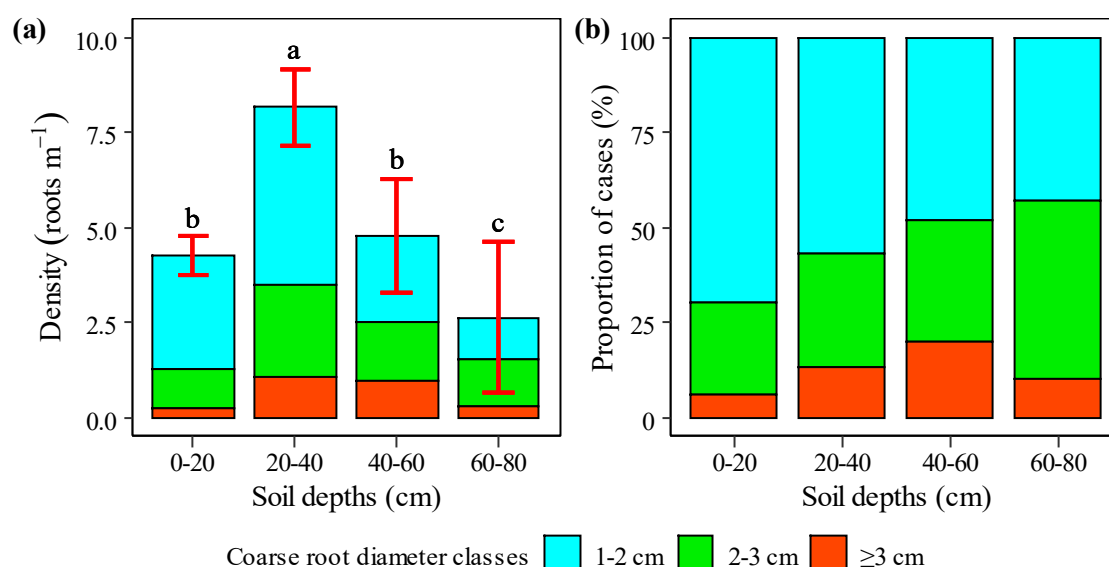 (a)
Density (roots m⁻¹)
10.0
7.5
5.0
2.5
0.0
b
a
b
c
0-20 20-40 40-60 60-80
Soil depths (cm)
(b)
Proportion of cases (%)
100
75
50
25
0
0-20 20-40 40-60 60-80
Soil depths (cm)
Coarse root diameter classes 1-2 cm 2-3 cm ≥3 cm